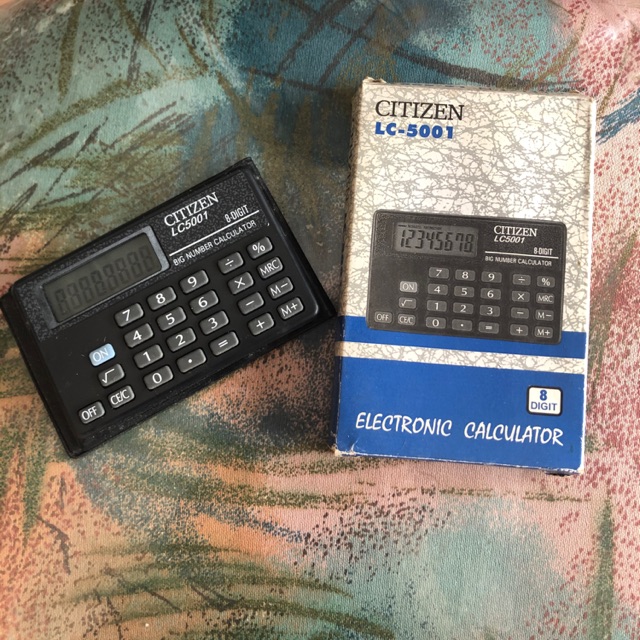 CITIZEN
LC5001
8-DIGIT
BIG NUMBER CALCULATOR
7 8 9 ÷ %
4 5 6 × MRC
ON 1 2 3 - M-
√ 0 · = + M+
OFF CE/C
CITIZEN
LC-5001
12345678
CITIZEN
LC5001
8-DIGIT
BIG NUMBER CALCULATOR
7 8 9 ÷ %
ON 4 5 6 × MRC
√ 1 2 3 - M-
OFF CE/C 0 · = + M+
8
DIGIT
ELECTRONIC CALCULATOR